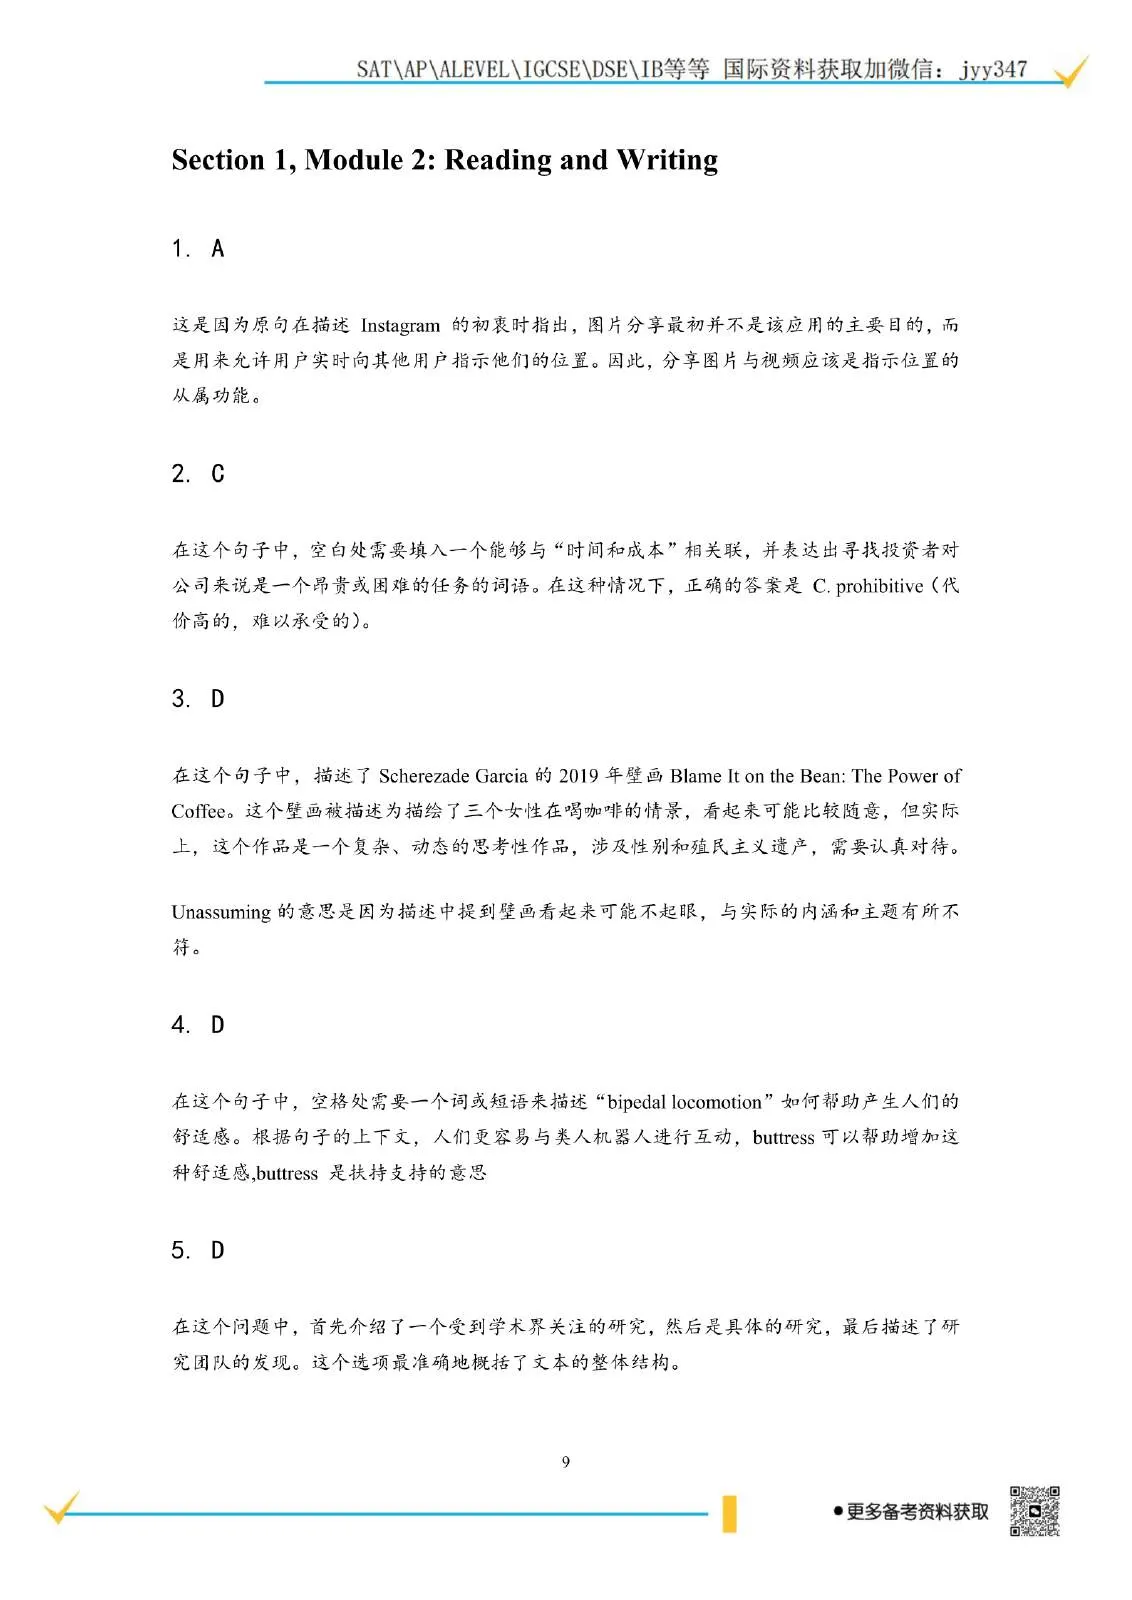 SAT\AP\ALEVEL\IGCSE\DSE\IB等等 国际资料获取加微信：jyy347
Section 1, Module 2: Reading and Writing
1. A
这是因为原句在描述 Instagram 的初衷时指出，图片分享最初并不是该应用的主要目的，而
是用来允许用户实时向其他用户指示他们的位置。因此，分享图片与视频应该是指示位置的
从属功能。
2. C
在这个句子中，空白处需要填入一个能够与“时间和成本”相关联，并表达出寻找投资者对
公司来说是一个昂贵或困难的任务的词语。在这种情况下，正确的答案是 C. prohibitive（代
价高的，难以承受的）。
3. D
在这个句子中，描述了 Scherezade Garcia 的 2019 年壁画 Blame It on the Bean: The Power of
Coffee。这个壁画被描述为描绘了三个女性在喝咖啡的情景，看起来可能比较随意，但实际
上，这个作品是一个复杂、动态的思考性作品，涉及性别和殖民主义遗产，需要认真对待。
Unassuming 的意思是因为描述中提到壁画看起来可能不起眼，与实际的内涵和主题有所不
符。
4. D
在这个句子中，空格处需要一个词或短语来描述“bipedal locomotion”如何帮助产生人们的
舒适感。根据句子的上下文，人们更容易与类人机器人进行互动，buttress 可以帮助增加这
种舒适感,buttress 是扶持支持的意思
5. D
在这个问题中，首先介绍了一个受到学术界关注的研究，然后是具体的研究，最后描述了研
究团队的发现。这个选项最准确地概括了文本的整体结构。
9
●更多备考资料获取